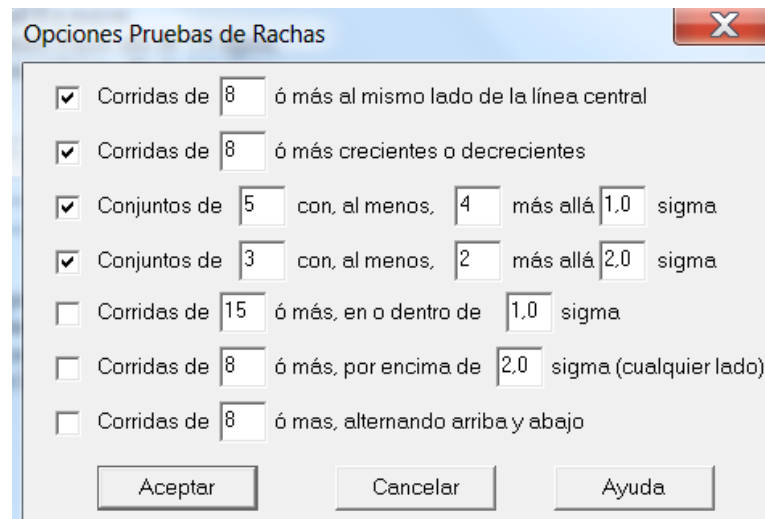 Opciones Pruebas de Rachas
Corridas de 8 ó más al mismo lado de la línea central
Corridas de 8 ó más crecientes o decrecientes
Conjuntos de 5 con, al menos, 4 más allá 1,0 sigma
Conjuntos de 3 con, al menos, 2 más allá 2,0 sigma
Corridas de 15 ó más, en o dentro de 1,0 sigma
Corridas de 8 ó más, por encima de 2,0 sigma (cualquier lado)
Corridas de 8 ó mas, alternando arriba y abajo
Aceptar Cancelar Ayuda